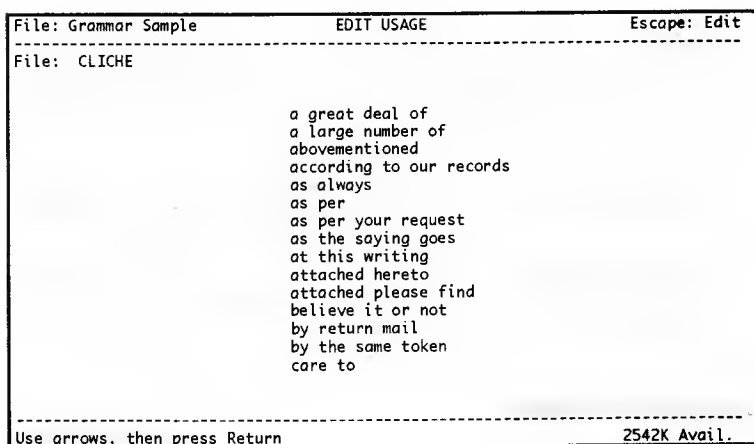 File: Grammar Sample EDIT USAGE Escape: Edit
File: CLICHE
a great deal of
a large number of
abovementioned
according to our records
as always
as per
as per your request
as the saying goes
at this writing
attached hereto
attached please find
believe it or not
by return mail
by the same token
care to
Use arrows, then press Return 2542K Avail.